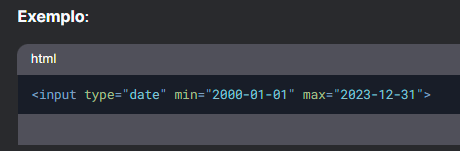 Exemplo:
html
<input type="date" min="2000-01-01" max="2023-12-31">